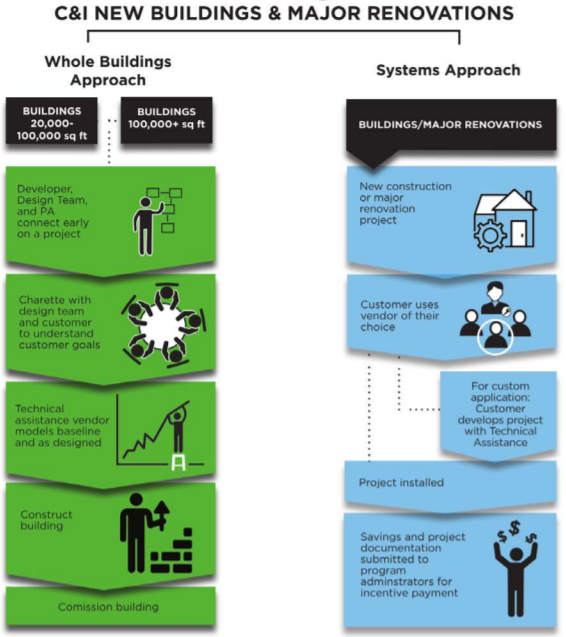 C&I NEW BUILDINGS & MAJOR RENOVATIONS
Whole Buildings
Approach
BUILDINGS
20,000-
100,000 sq ft
BUILDINGS
100,000+ sq ft
Developer,
Design Team,
and PA
connect early
on a project
Charette with
design team
and customer
to understand
customer goals
Technical
assistance vendor
models baseline
and as designed
Construct
building
Comission building
Systems Approach
BUILDINGS/MAJOR RENOVATIONS
New construction
or major
renovation
project
Customer uses
vendor of their
choice
For custom
application:
Customer
develops project
with Technical
Assistance
Project installed
Savings and project
documentation
submitted to
program
adminstrators for
incentive payment
$ $ $